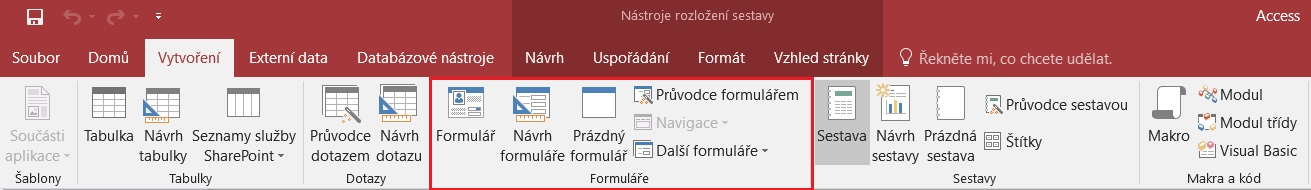 Nástroje rozložení sestavy
Access
Soubor Domů Vytvoření Externí data Databázové nástroje Návrh Uspořádání Formát Vzhled stránky Řekněte mi, co chcete udělat.
Součásti aplikace
Šablony
Tabulka
Návrh tabulky
Seznamy služby SharePoint
Tabulky
Průvodce dotazem
Návrh dotazu
Dotazy
Formulář
Návrh formuláře
Prázdný formulář
Průvodce formulářem
Navigace
Další formuláře
Formuláře
Sestava
Návrh sestavy
Prázdná sestava
Průvodce sestavou
Štítky
Sestavy
Makro
Modul
Modul třídy
Visual Basic
Makra a kód